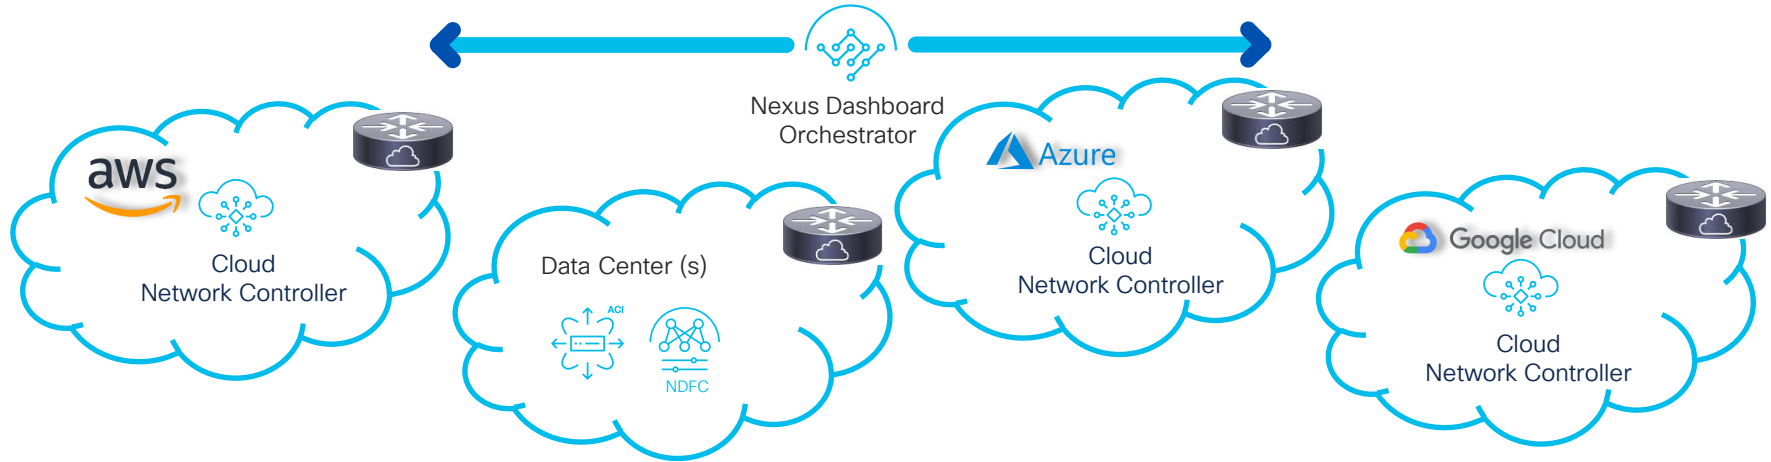 Nexus Dashboard
Orchestrator
aws
Cloud
Network Controller
Data Center (s)
ACI
NDFC
Azure
Cloud
Network Controller
Google Cloud
Cloud
Network Controller